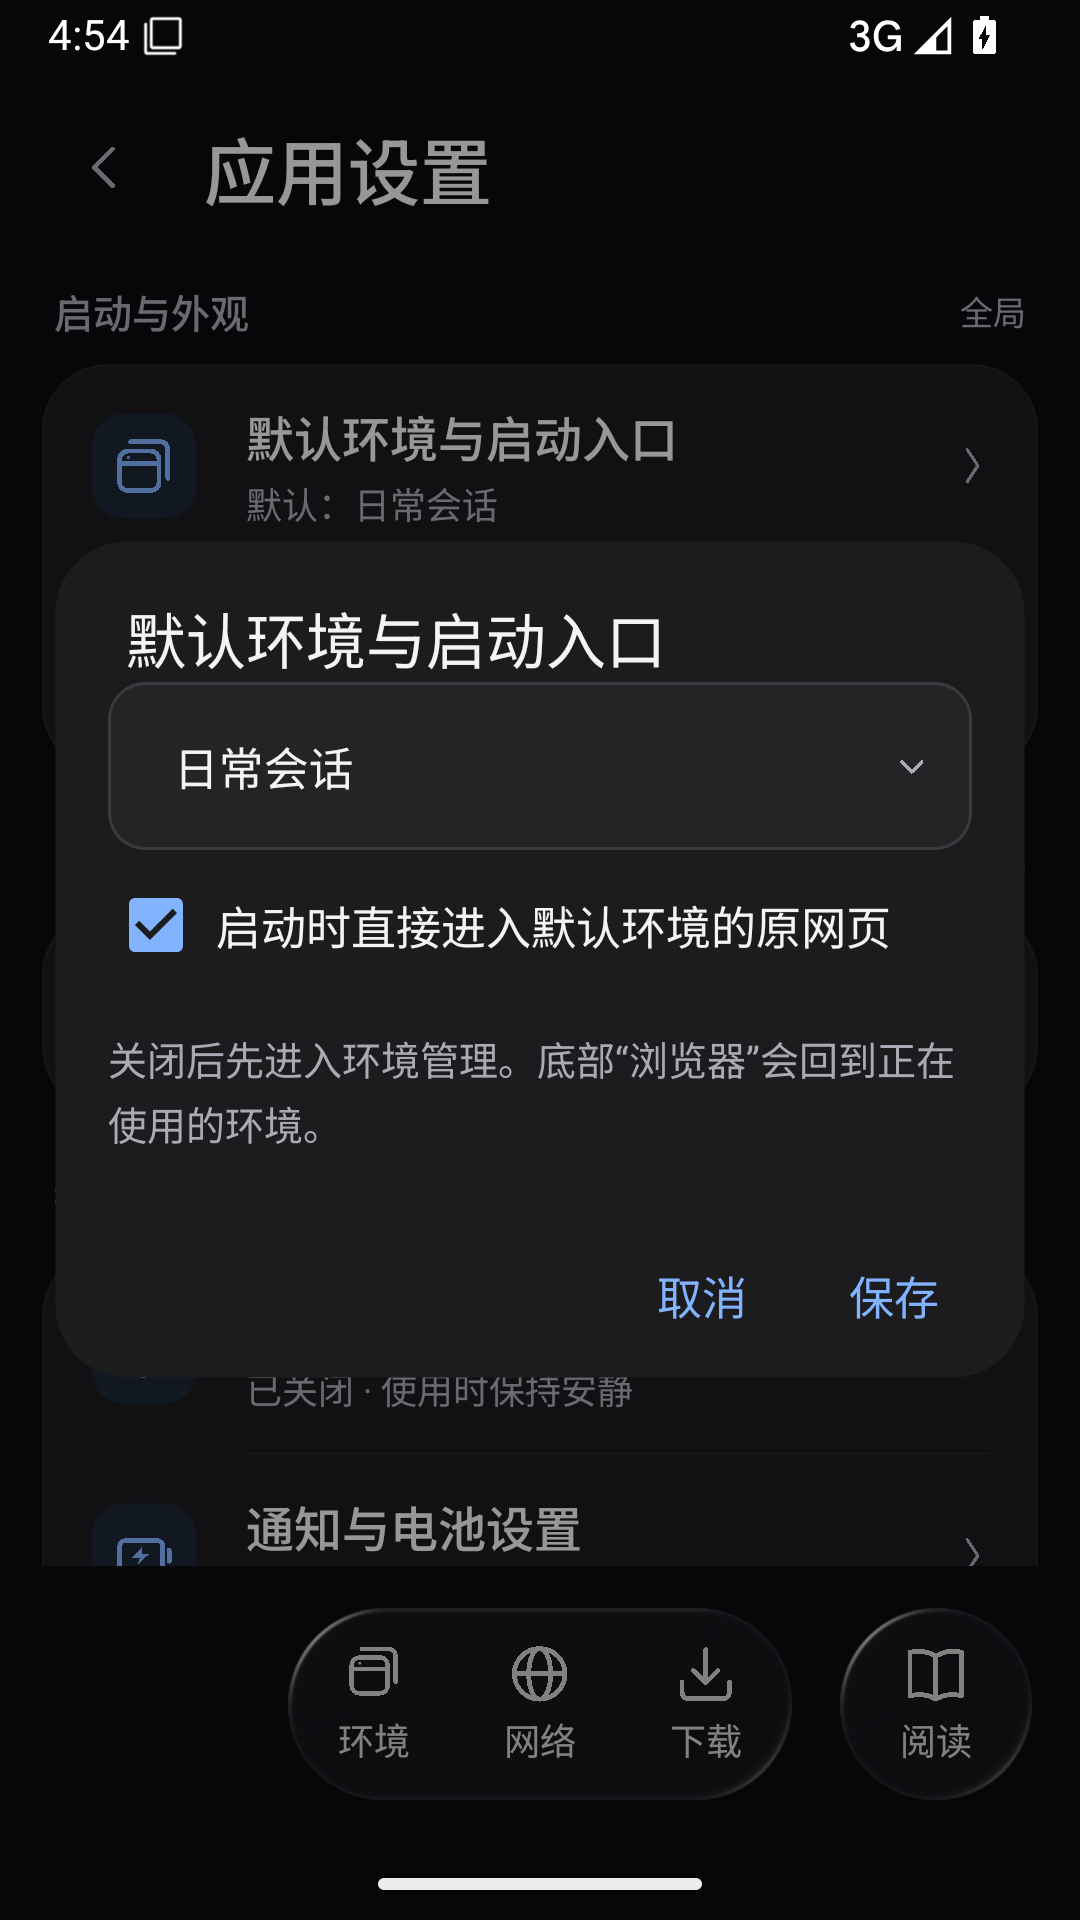 4:54
3G
应用设置
启动与外观
全局
默认环境与启动入口
默认：日常会话
默认环境与启动入口
日常会话
启动时直接进入默认环境的原网页
关闭后先进入环境管理。底部“浏览器”会回到正在
使用的环境。
取消
保存
已关闭 · 使用时保持安静
通知与电池设置
环境
网络
下载
阅读